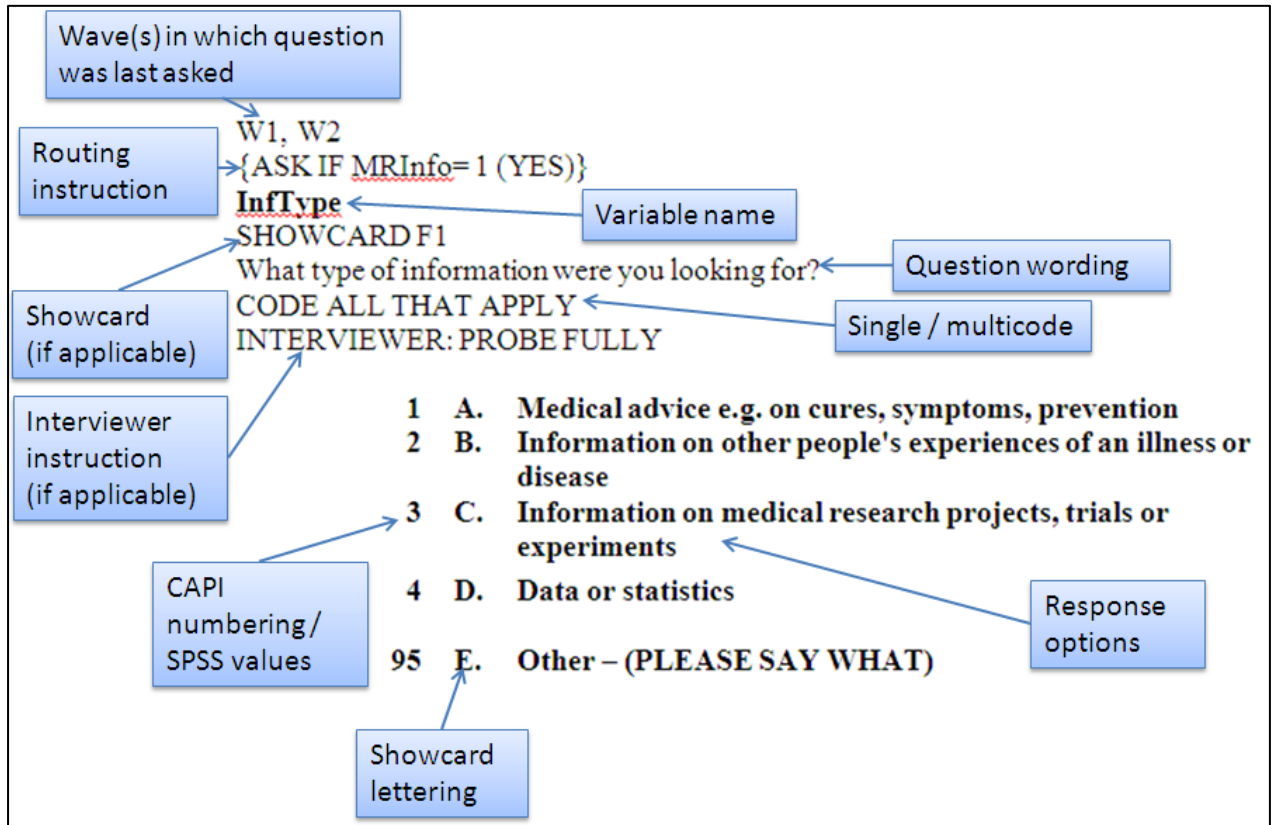 Wave(s) in which question
was last asked
W1, W2
Routing
instruction
{ASK IF MRInfo= 1 (YES)}
InfType
Variable name
SHOWCARD F1
What type of information were you looking for?
Question wording
CODE ALL THAT APPLY
Single / multicode
Showcard
(if applicable)
INTERVIEWER: PROBE FULLY
Interviewer
instruction
(if applicable)
1 A. Medical advice e.g. on cures, symptoms, prevention
2 B. Information on other people's experiences of an illness or
disease
3 C. Information on medical research projects, trials or
experiments
CAPI
numbering /
SPSS values
4 D. Data or statistics
Response
options
95 E. Other – (PLEASE SAY WHAT)
Showcard
lettering